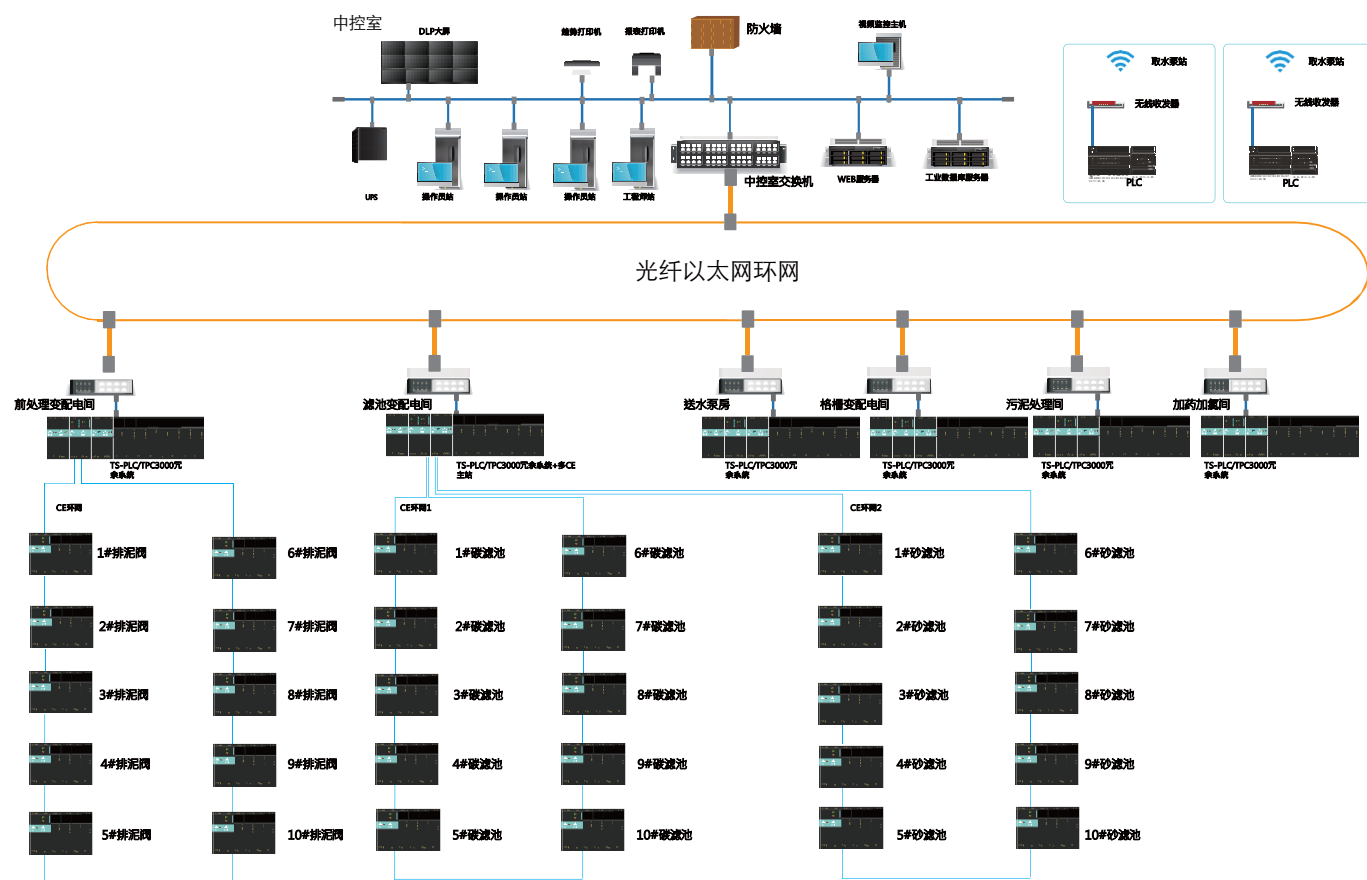 中控室
DLP大屏
趋势打印机
报表打印机
防火墙
视频监控主机
取水泵站
取水泵站
无线收发器
无线收发器
PLC
PLC
UPS
操作员站
操作员站
操作员站
工程师站
中控室交换机
WEB服务器
工业数据库服务器
光纤以太网环网
前处理变配电间
滤池变配电间
送水泵房
格栅变配电间
污泥处理间
加药加氯间
TS-PLC/TPC3000冗
余系统
TS-PLC/TPC3000冗余系统+多CE
主站
TS-PLC/TPC3000冗
余系统
TS-PLC/TPC3000冗
余系统
TS-PLC/TPC3000冗
余系统
TS-PLC/TPC3000冗
余系统
CE环网
CE环网1
CE环网2
1#排泥阀
6#排泥阀
1#碳滤池
6#碳滤池
1#砂滤池
6#砂滤池
2#排泥阀
7#排泥阀
2#碳滤池
7#碳滤池
2#砂滤池
7#砂滤池
3#排泥阀
8#排泥阀
3#碳滤池
8#碳滤池
3#砂滤池
8#砂滤池
4#排泥阀
9#排泥阀
4#碳滤池
9#碳滤池
4#砂滤池
9#砂滤池
5#排泥阀
10#排泥阀
5#碳滤池
10#碳滤池
5#砂滤池
10#砂滤池